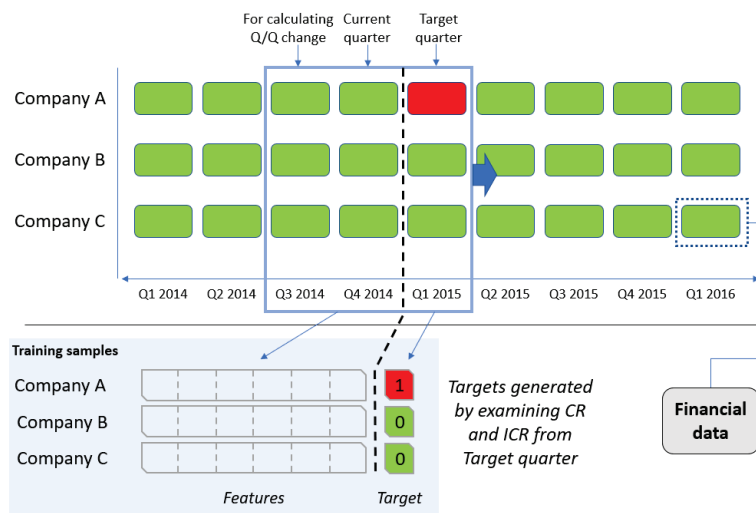 For calculating
Q/Q change
Current
quarter
Target
quarter
Company A
Company B
Company C
Q1 2014
Q2 2014
Q3 2014
Q4 2014
Q1 2015
Q2 2015
Q3 2015
Q4 2015
Q1 2016
Training samples
Company A
1
Company B
0
Company C
0
Features
Target
Targets generated
by examining CR
and ICR from
Target quarter
Financial
data